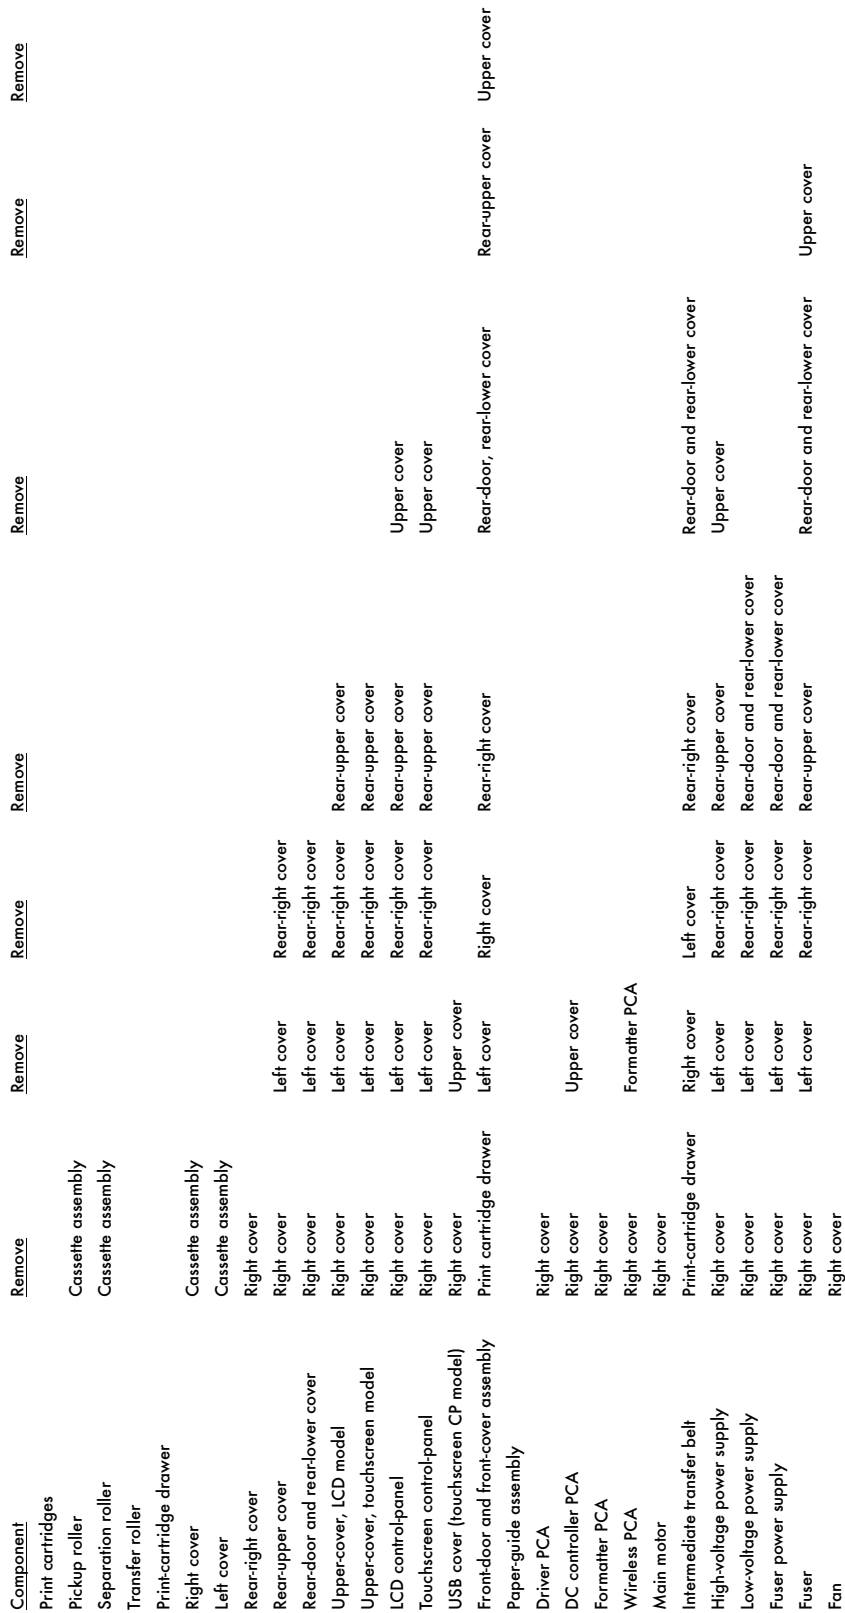 Component Remove Remove Remove Remove Remove Remove Remove
Print cartridges
Pickup roller Cassette assembly
Separation roller Cassette assembly
Transfer roller
Print-cartridge drawer
Right cover Cassette assembly
Left cover Cassette assembly
Rear-right cover Right cover
Rear-upper cover Right cover Left cover Rear-right cover
Rear-door and rear-lower cover Right cover Left cover Rear-right cover
Upper-cover, LCD model Right cover Left cover Rear-right cover Rear-upper cover
Upper-cover, touchscreen model Right cover Left cover Rear-right cover Rear-upper cover
LCD control-panel Right cover Left cover Rear-right cover Rear-upper cover Upper cover
Touchscreen control-panel Right cover Left cover Rear-right cover Rear-upper cover Upper cover
USB cover (touchscreen CP model) Right cover Upper cover
Front-door and front-cover assembly Print cartridge drawer Left cover Right cover Rear-right cover Rear-door, rear-lower cover Rear-upper cover Upper cover
Paper-guide assembly
Driver PCA Right cover
DC controller PCA Right cover Upper cover
Formatter PCA Right cover
Wireless PCA Right cover Formatter PCA
Main motor Right cover
Intermediate transfer belt Print-cartridge drawer Right cover Left cover Rear-right cover Rear-door and rear-lower cover
High-voltage power supply Right cover Left cover Rear-right cover Rear-upper cover Upper cover
Low-voltage power supply Right cover Left cover Rear-right cover Rear-door and rear-lower cover
Fuser power supply Right cover Left cover Rear-right cover Rear-door and rear-lower cover
Fuser Right cover Left cover Rear-right cover Rear-upper cover Rear-door and rear-lower cover Upper cover
Fan Right cover